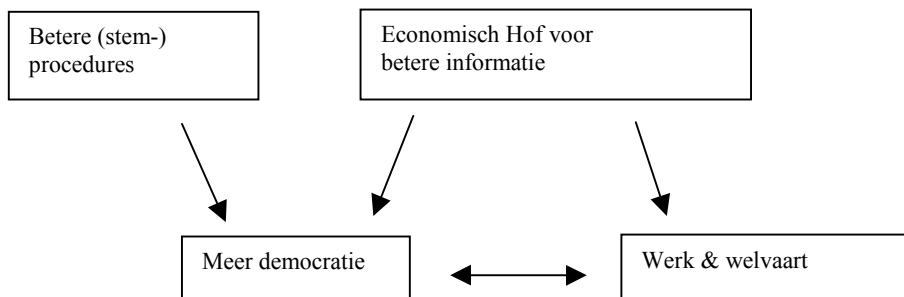 Betere (stem-)
procedures
Economisch Hof voor
betere informatie
Meer democratie
Werk & welvaart